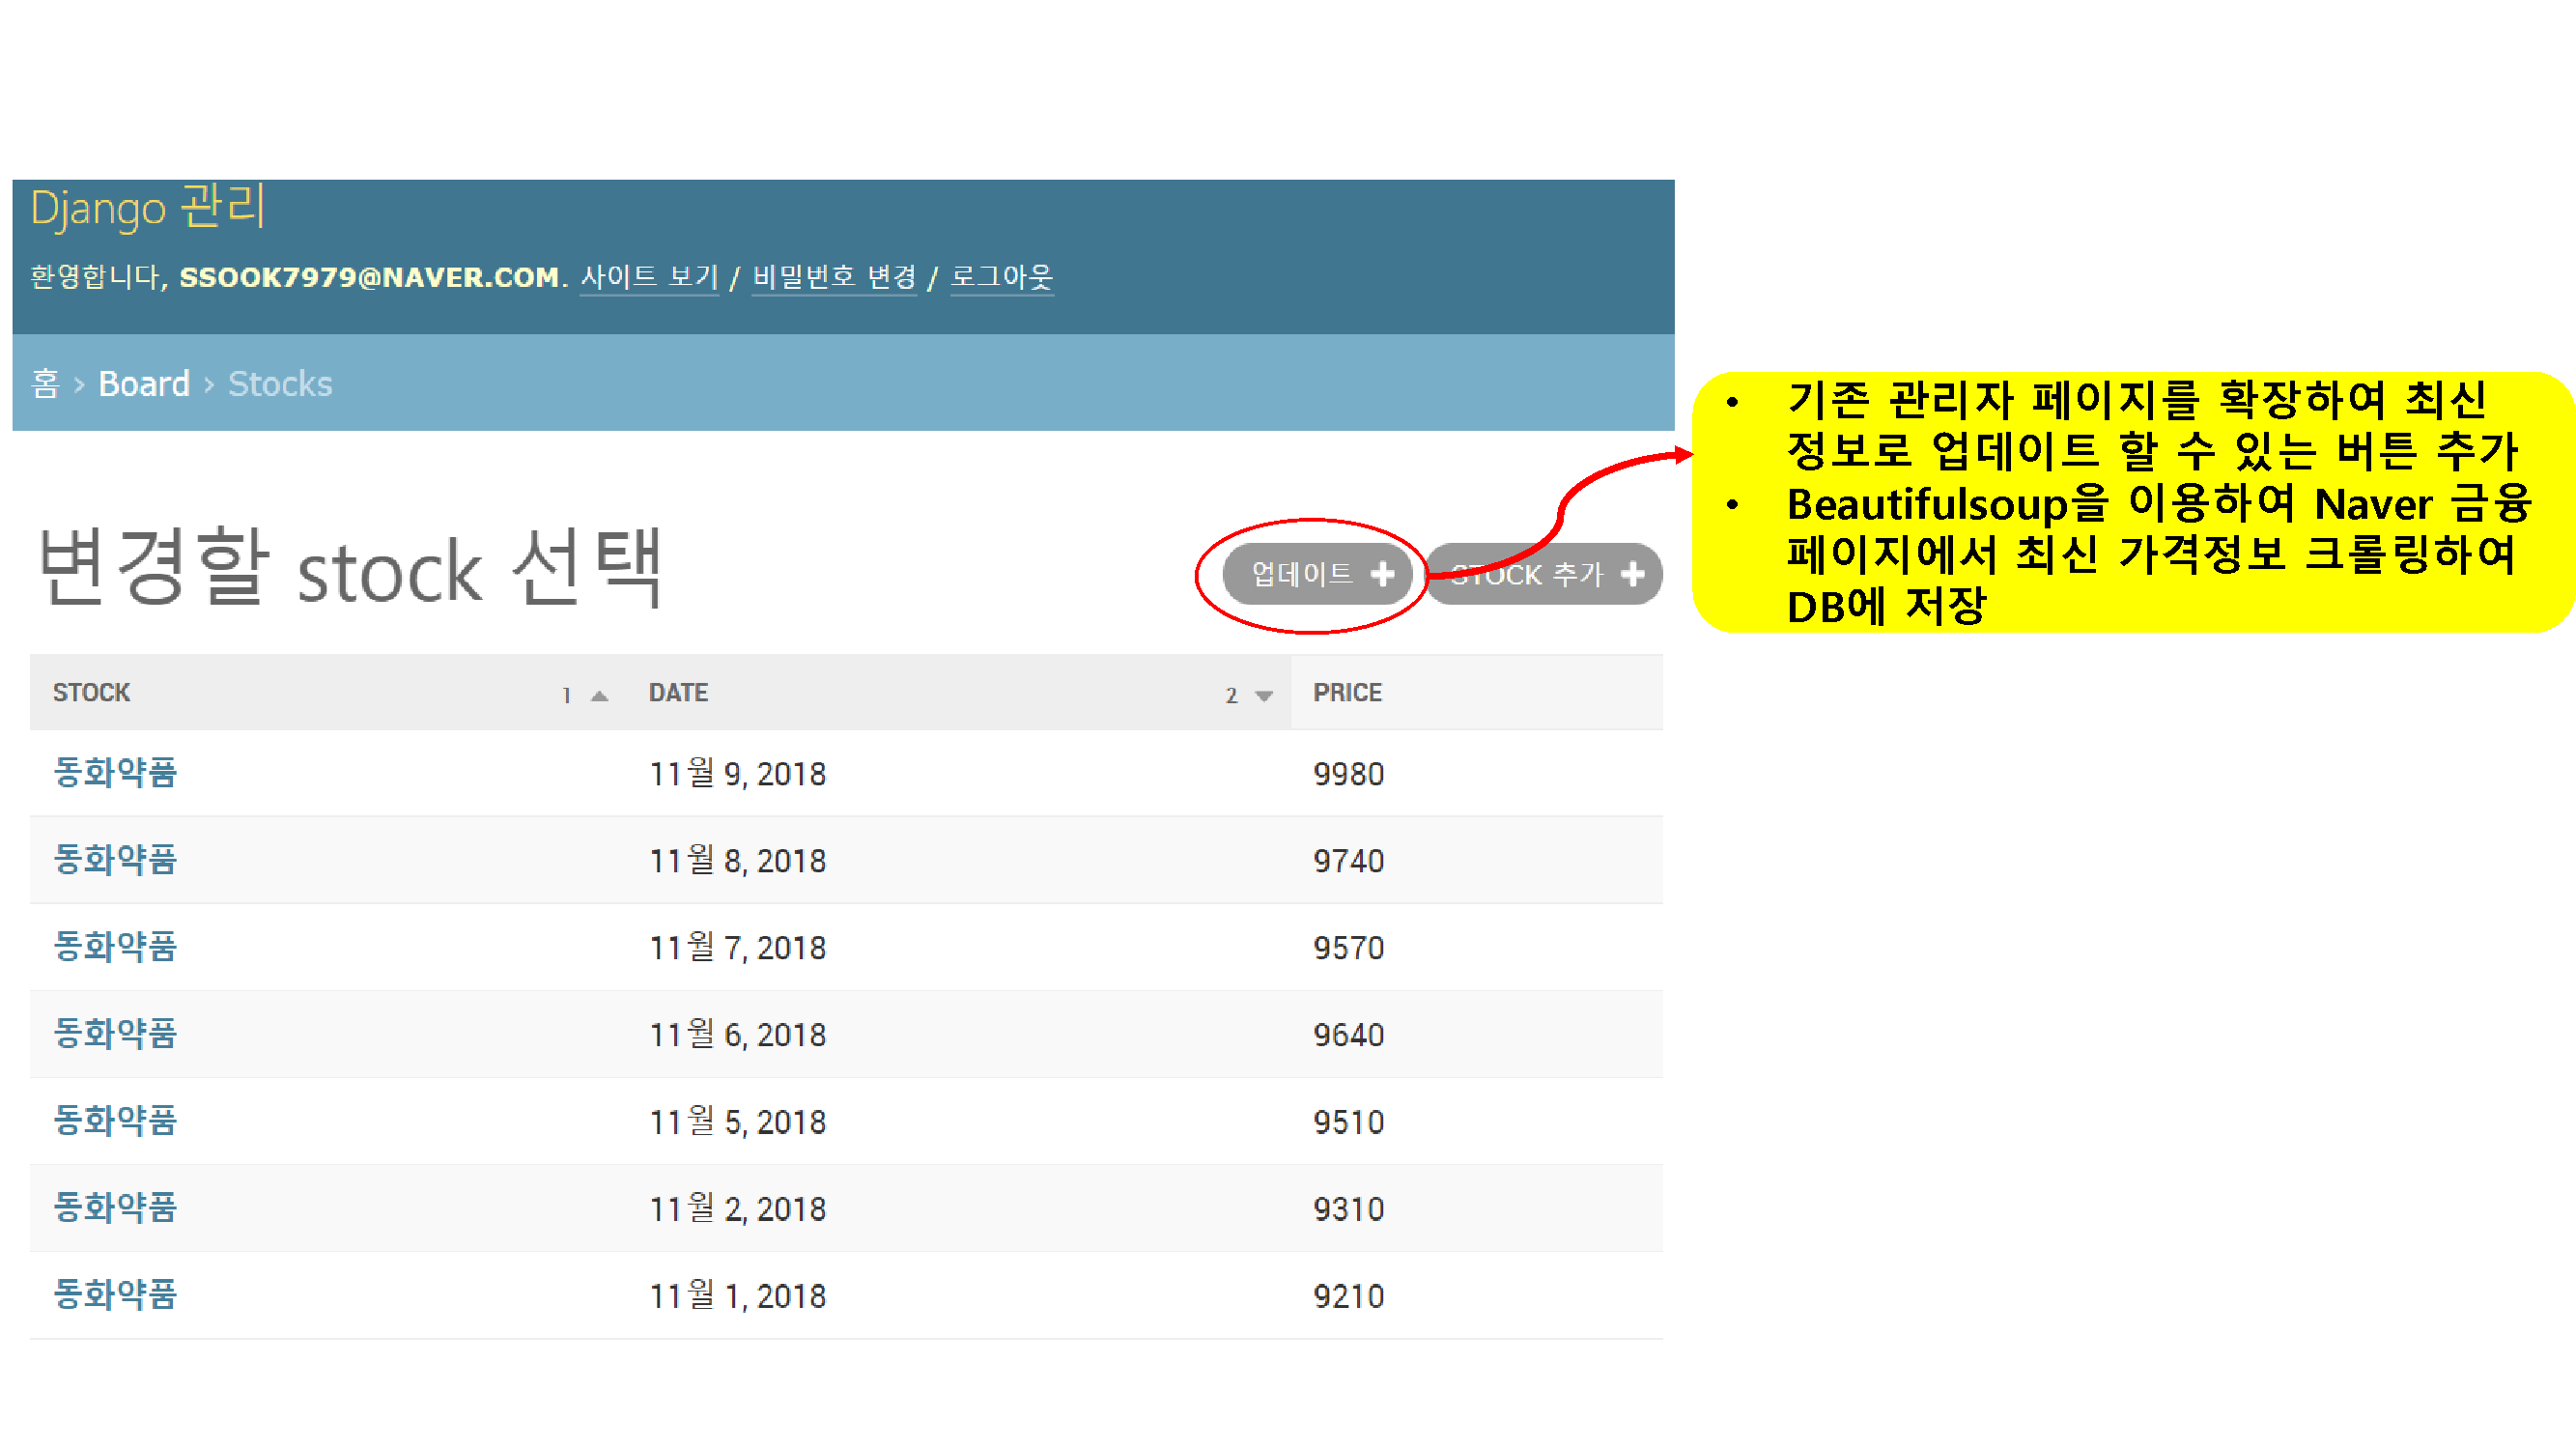 Django 관리
환영합니다, SSOOK7979@NAVER.COM. 사이트 보기 / 비밀번호 변경 / 로그아웃
홈 › Board › Stocks
변경할 stock 선택
업데이트 + STOCK 추가 +
• 기존 관리자 페이지를 확장하여 최신
정보로 업데이트 할 수 있는 버튼 추가
• Beautifulsoup을 이용하여 Naver 금융
페이지에서 최신 가격정보 크롤링하여
DB에 저장
STOCK 1 ▲ DATE 2 ▼ PRICE
동화약품 11월 9, 2018 9980
동화약품 11월 8, 2018 9740
동화약품 11월 7, 2018 9570
동화약품 11월 6, 2018 9640
동화약품 11월 5, 2018 9510
동화약품 11월 2, 2018 9310
동화약품 11월 1, 2018 9210